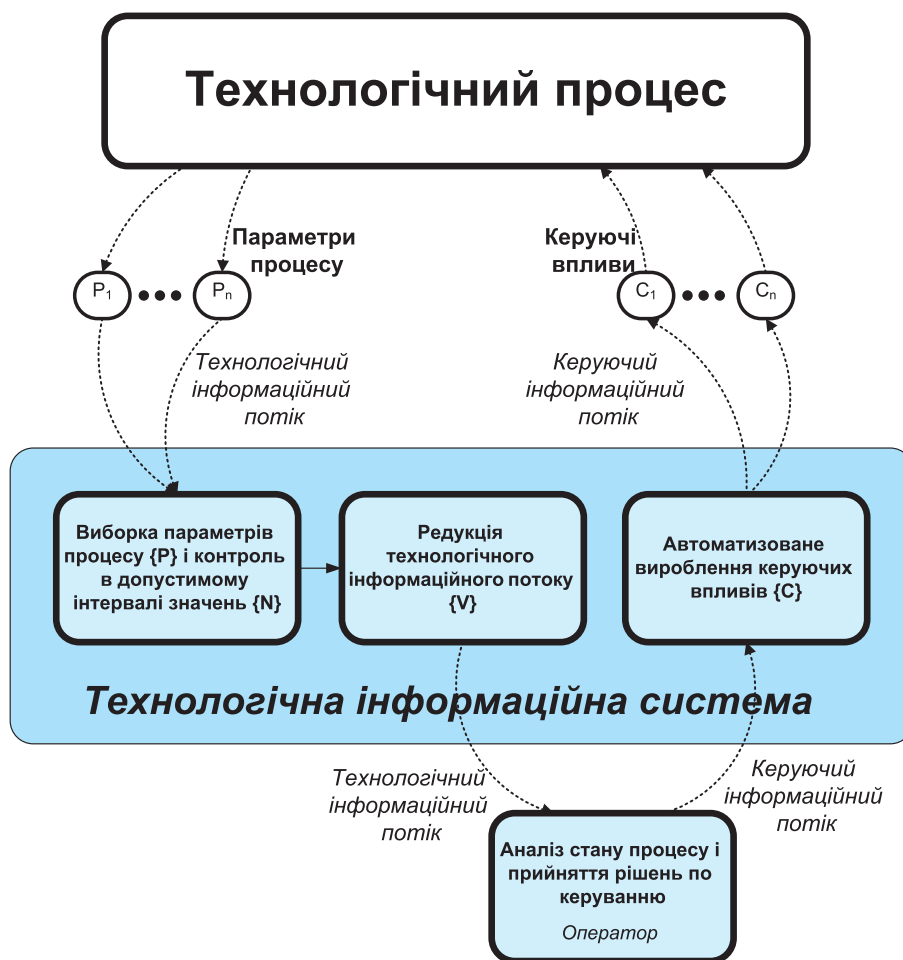 Технологічний процес
Параметри
процесу
Керуючі
впливи
P1
Pn
C1
Cn
Технологічний
інформаційний
потік
Керуючий
інформаційний
потік
Виборка параметрів
процесу {P} і контроль
в допустимому
інтервалі значень {N}
Редукція
технологічного
інформаційного потоку
{V}
Автоматизоване
вироблення керуючих
впливів {C}
Технологічна інформаційна система
Технологічний
інформаційний
потік
Керуючий
інформаційний
потік
Аналіз стану процесу і
прийняття рішень по
керуванню
Оператор